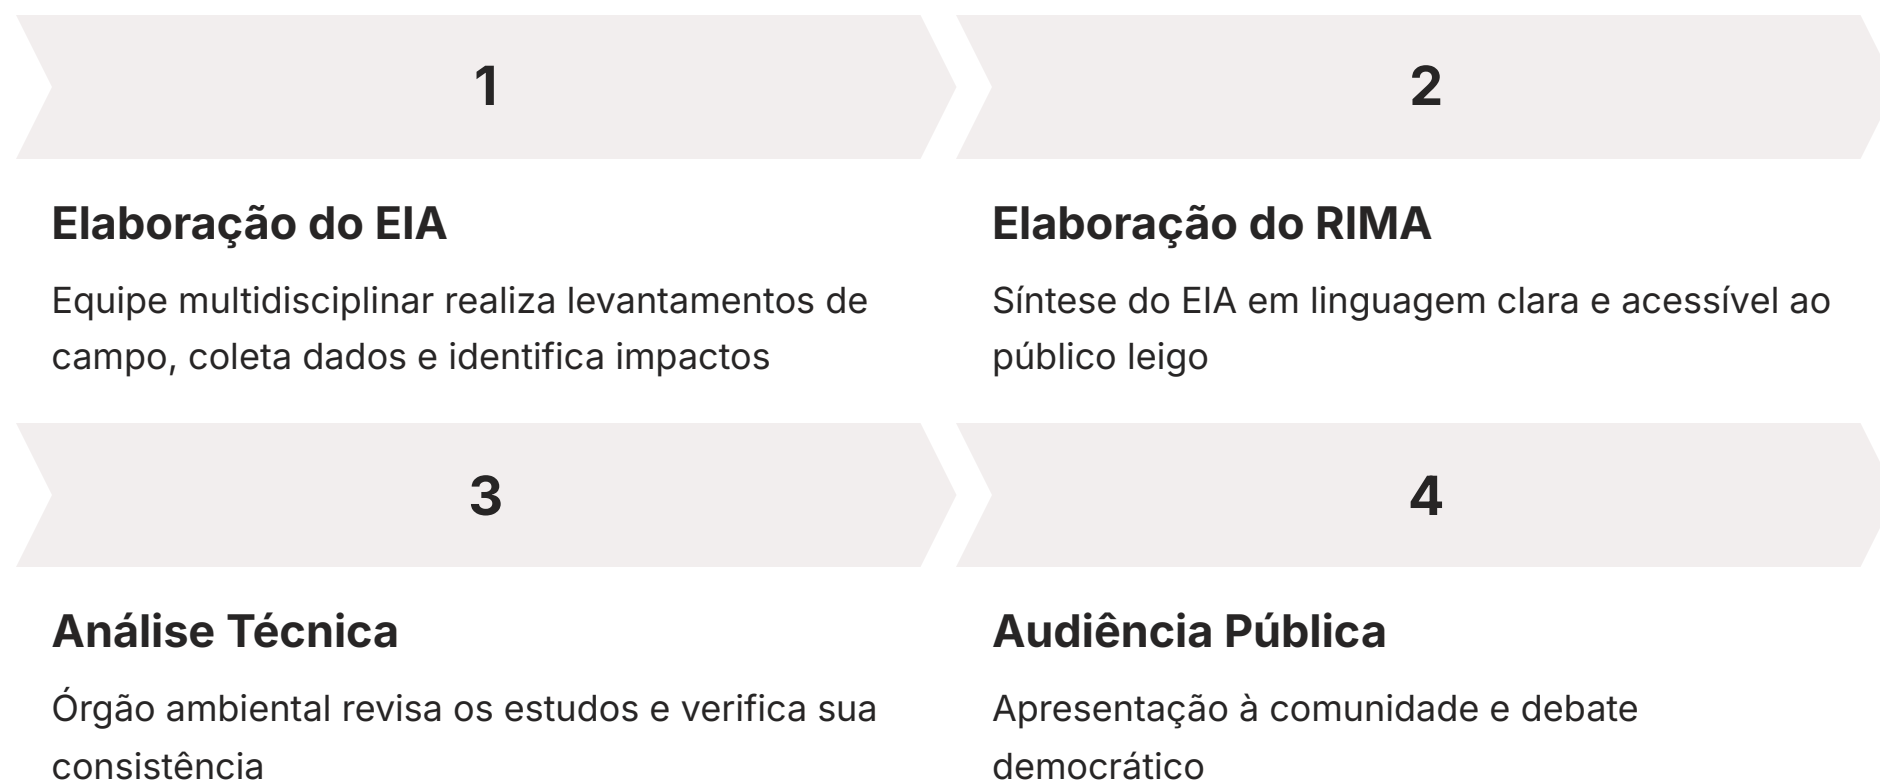 1
2
Elaboração do EIA
Equipe multidisciplinar realiza levantamentos de
campo, coleta dados e identifica impactos
Elaboração do RIMA
Síntese do EIA em linguagem clara e acessível ao
público leigo
3
4
Análise Técnica
Órgão ambiental revisa os estudos e verifica sua
consistência
Audiência Pública
Apresentação à comunidade e debate
democrático